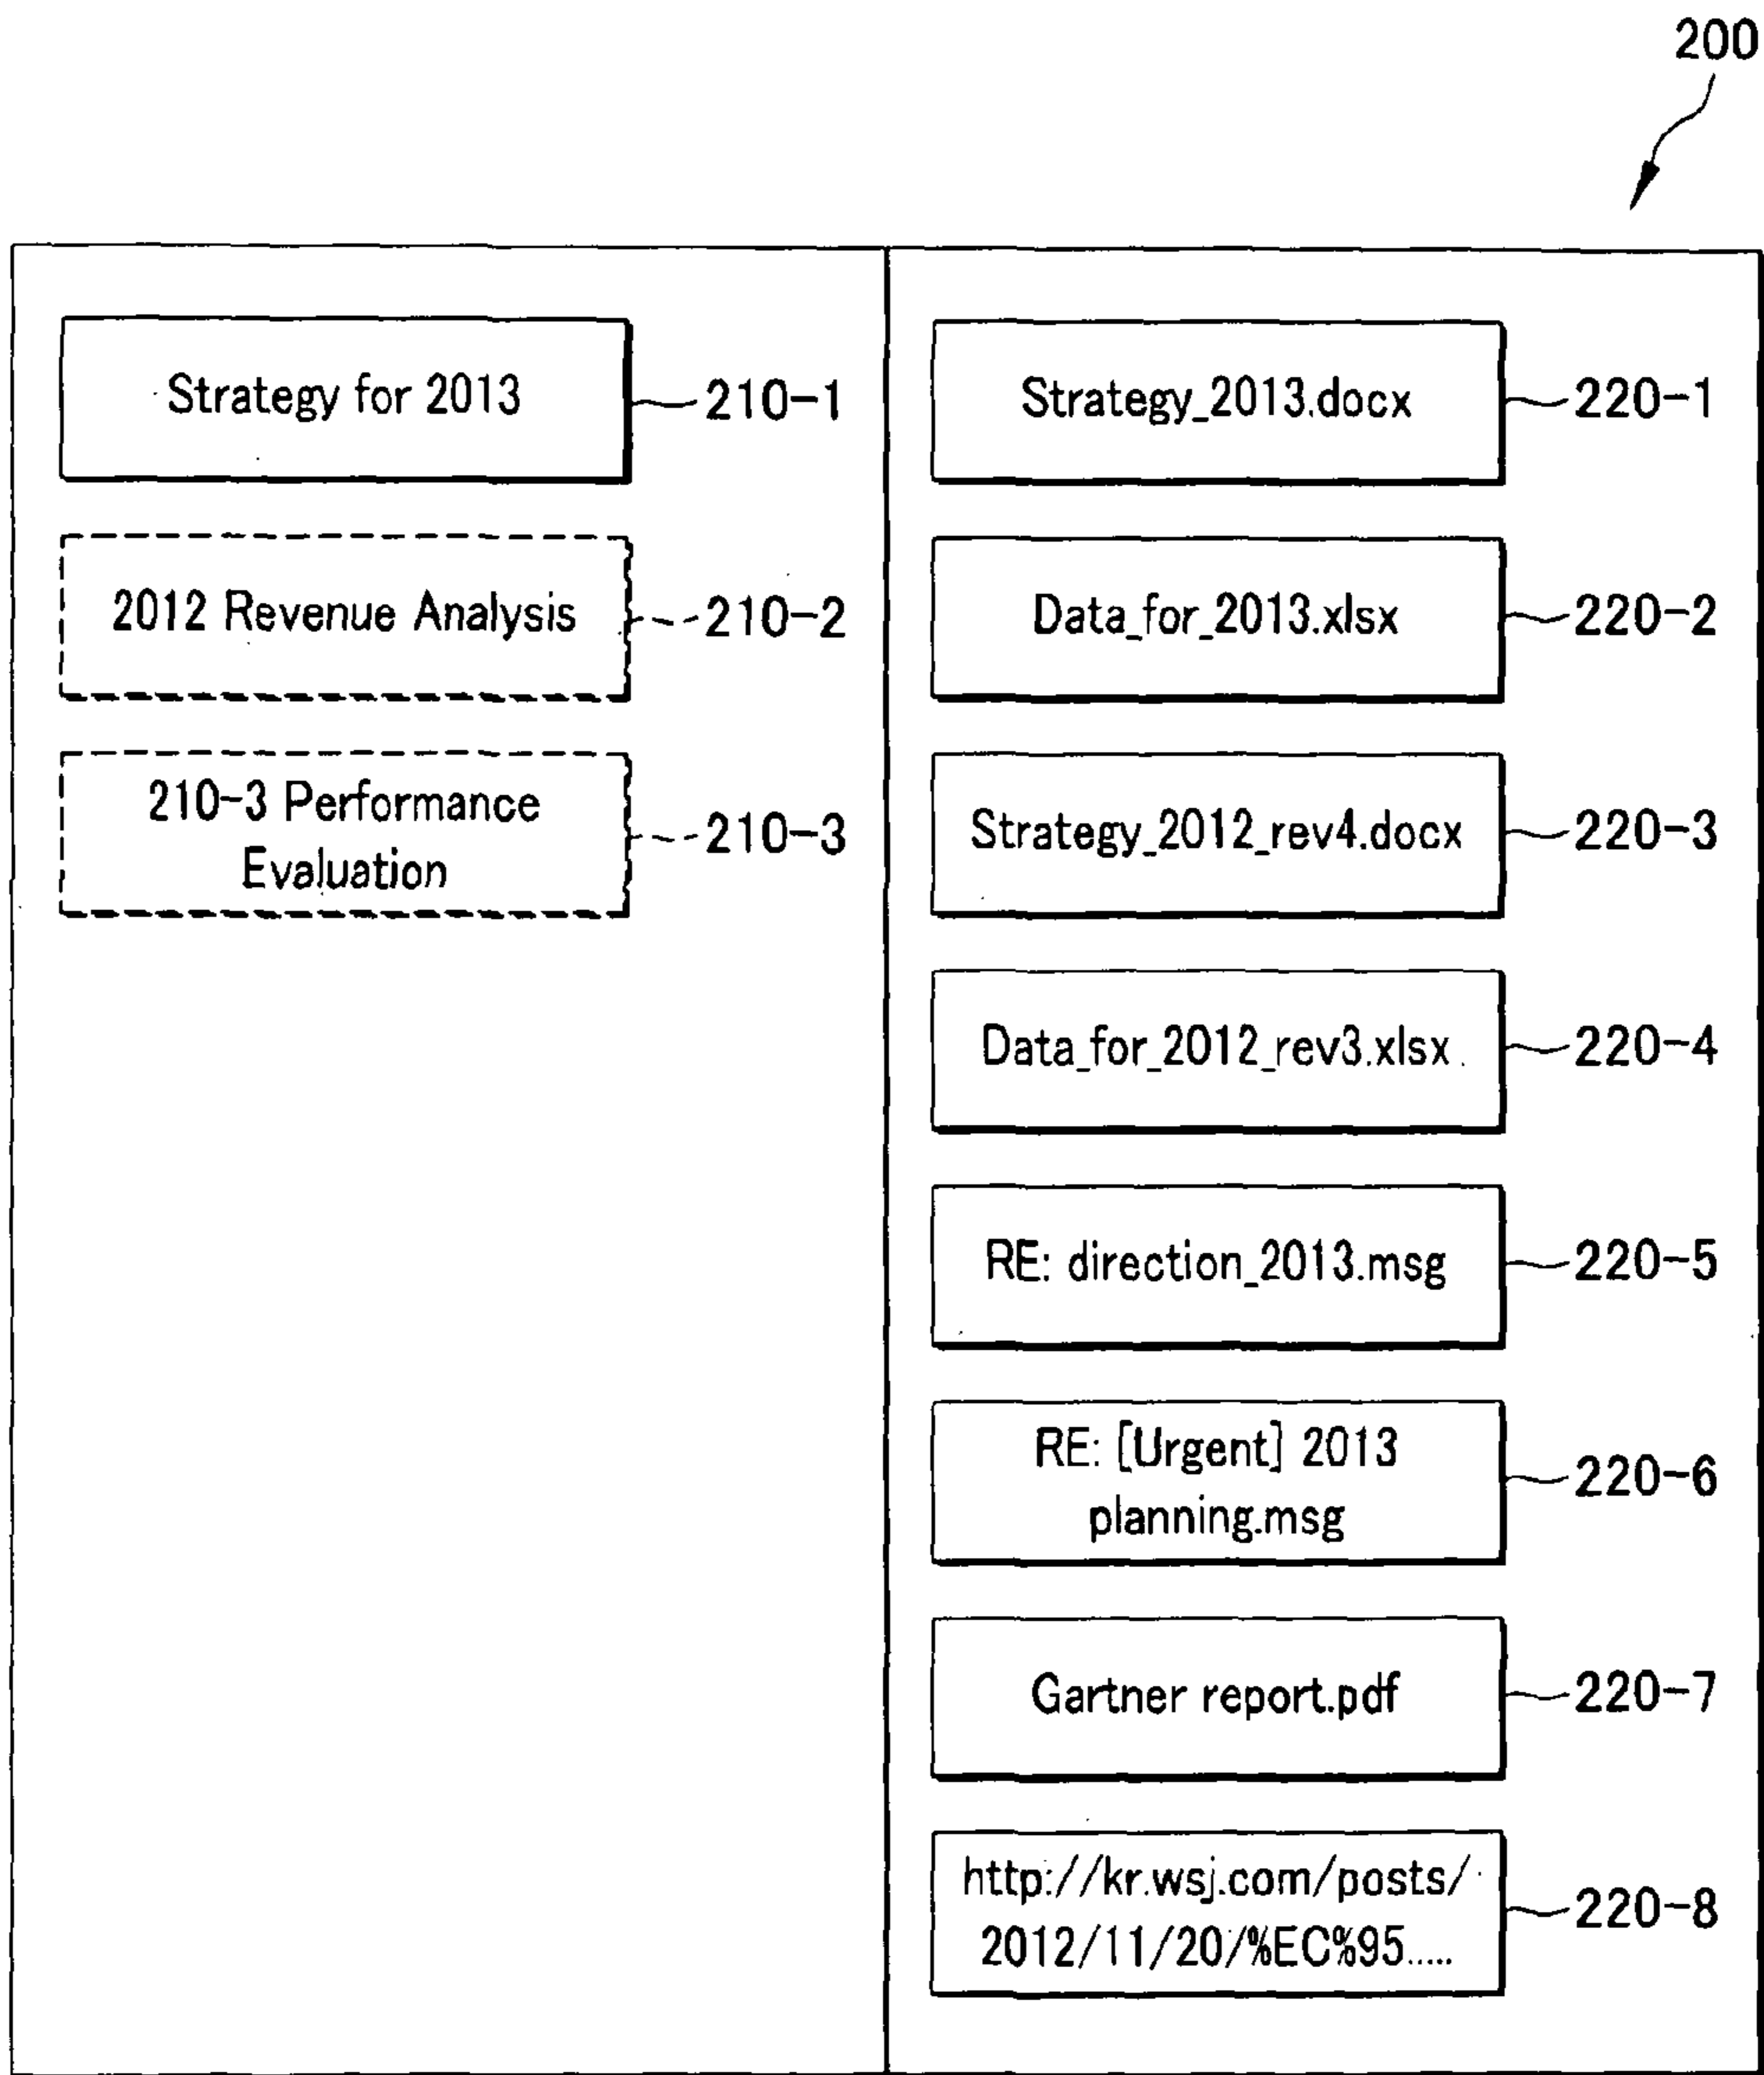 200
Strategy for 2013
210-1
2012 Revenue Analysis
210-2
210-3 Performance
Evaluation
210-3
Strategy_2013.docx
220-1
Data_for_2013.xlsx
220-2
Strategy_2012_rev4.docx
220-3
Data_for_2012_rev3.xlsx
220-4
RE: direction_2013.msg
220-5
RE: [Urgent] 2013
planning.msg
220-6
Gartner report.pdf
220-7
http://kr.wsj.com/posts/
2012/11/20/%EC%95.....
220-8